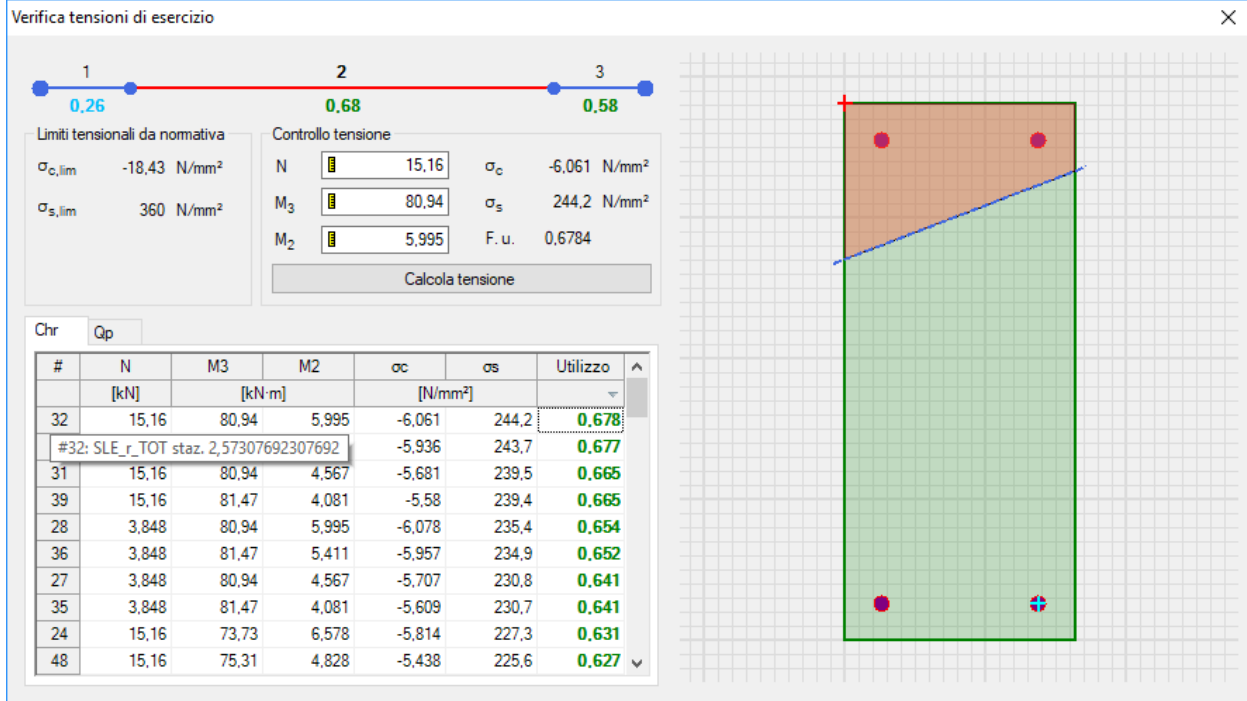 Verifica tensioni di esercizio
1 2 3
0,26 0,68 0,58
Limiti tensionali da normativa
σc,lim -18,43 N/mm²
σs,lim 360 N/mm²
Controllo tensione
N 15,16 σc -6,061 N/mm²
M3 80,94 σs 244,2 N/mm²
M2 5,995 F. u. 0,6784
Calcola tensione
Chr Qp
# N M3 M2 σc σs Utilizzo
[kN] [kN·m] [N/mm²]
32 15,16 80,94 5,995 -6,061 244,2 0,678
#32: SLE_r_TOT staz. 2,57307692307692 -5,936 243,7 0,677
31 15,16 80,94 4,567 -5,681 239,5 0,665
39 15,16 81,47 4,081 -5,58 239,4 0,665
28 3,848 80,94 5,995 -6,078 235,4 0,654
36 3,848 81,47 5,411 -5,957 234,9 0,652
27 3,848 80,94 4,567 -5,707 230,8 0,641
35 3,848 81,47 4,081 -5,609 230,7 0,641
24 15,16 73,73 6,578 -5,814 227,3 0,631
48 15,16 75,31 4,828 -5,438 225,6 0,627